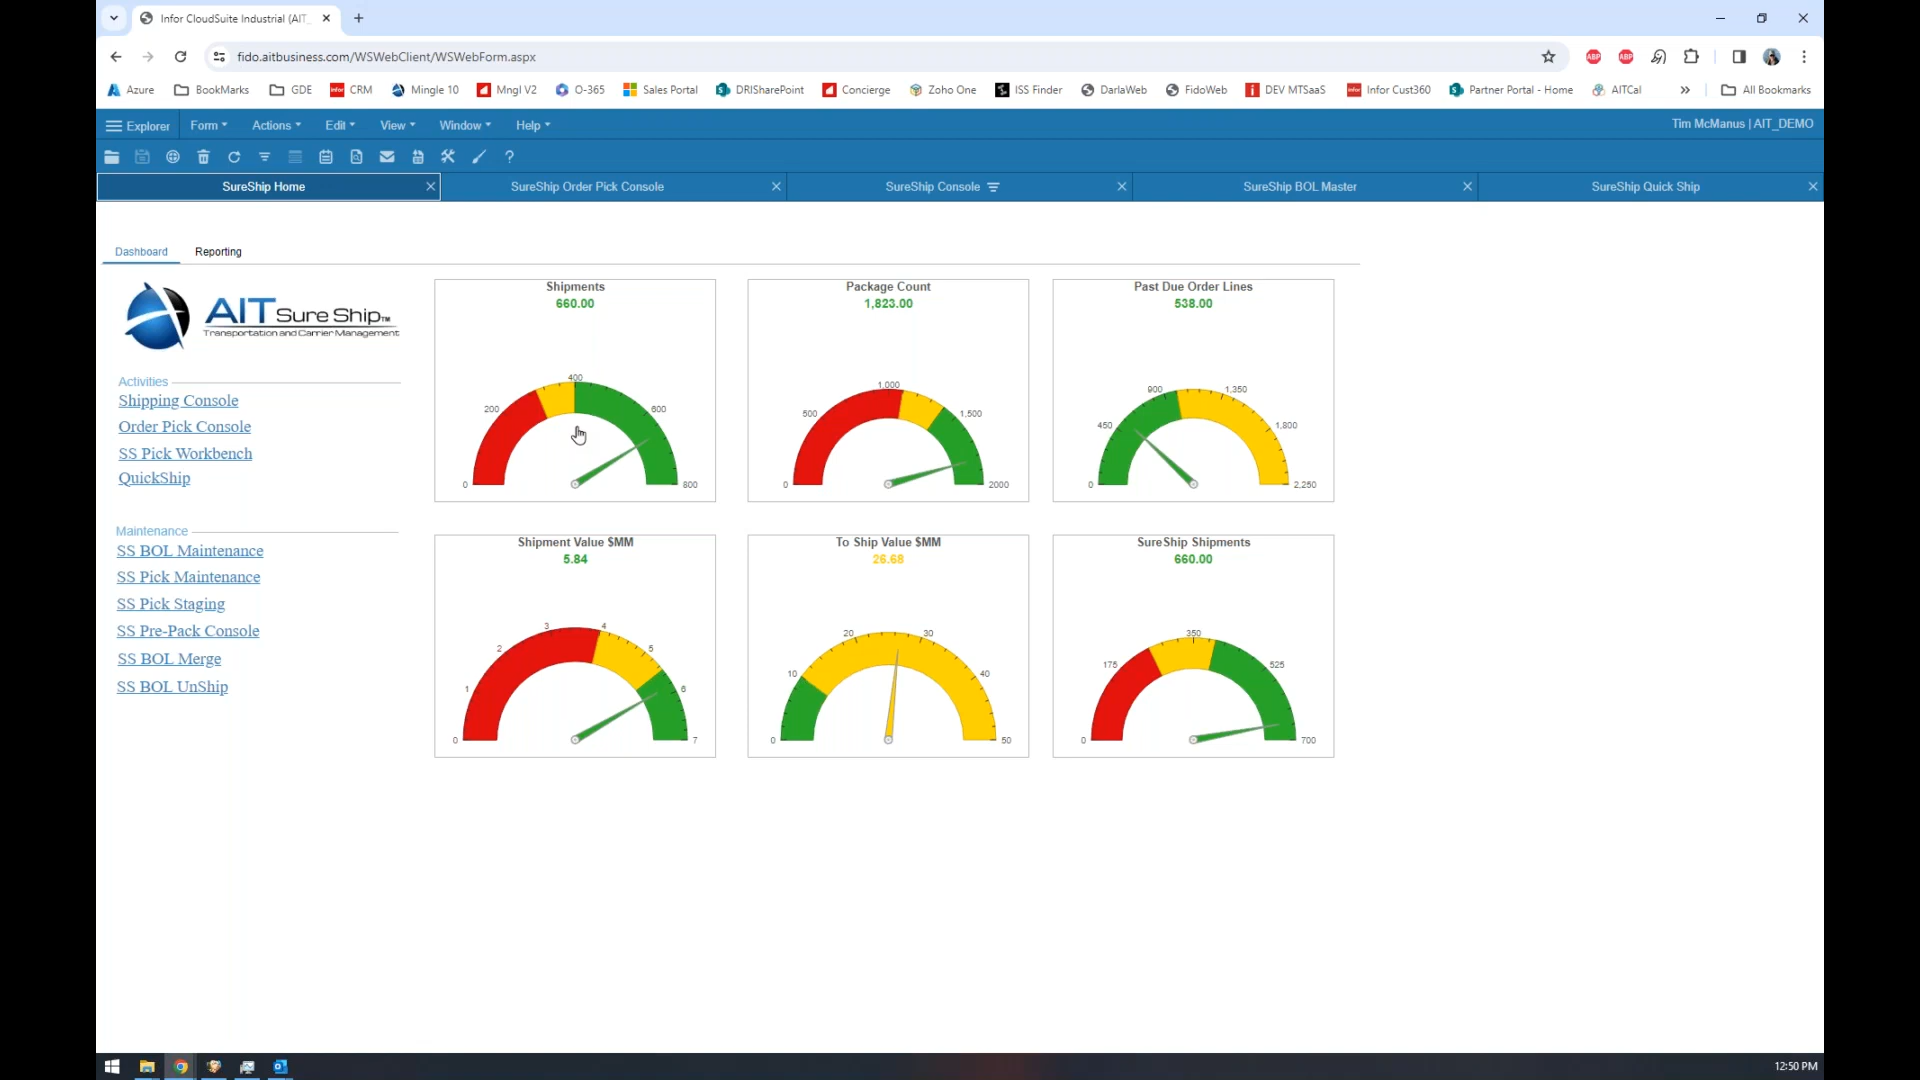 Infor CloudSuite Industrial (AIT_
fido.aitbusiness.com/WSWebClient/WSWebForm.aspx
ABP ABP
Azure BookMarks GDE infor CRM Mingle 10 Mngl V2 O-365 Sales Portal DRISharePoint Concierge Zoho One ISS Finder DarlaWeb FidoWeb DEV MTSaaS infor Infor Cust360 Partner Portal - Home AITCal » All Bookmarks
Explorer Form Actions Edit View Window Help Tim McManus | AIT_DEMO
SureShip Home SureShip Order Pick Console SureShip Console SureShip BOL Master SureShip Quick Ship
Dashboard Reporting
AIT Sure Ship™
Transportation and Carrier Management
Activities
Shipping Console
Order Pick Console
SS Pick Workbench
QuickShip
Maintenance
SS BOL Maintenance
SS Pick Maintenance
SS Pick Staging
SS Pre-Pack Console
SS BOL Merge
SS BOL UnShip
Shipments
660.00
0 200 400 600 800
Package Count
1,823.00
0 500 1,000 1,500 2000
Past Due Order Lines
538.00
0 450 900 1,350 1,800 2,250
Shipment Value $MM
5.84
0 1 2 3 4 5 6 7
To Ship Value $MM
26.68
0 10 20 30 40 50
SureShip Shipments
660.00
0 175 350 525 700
12:50 PM